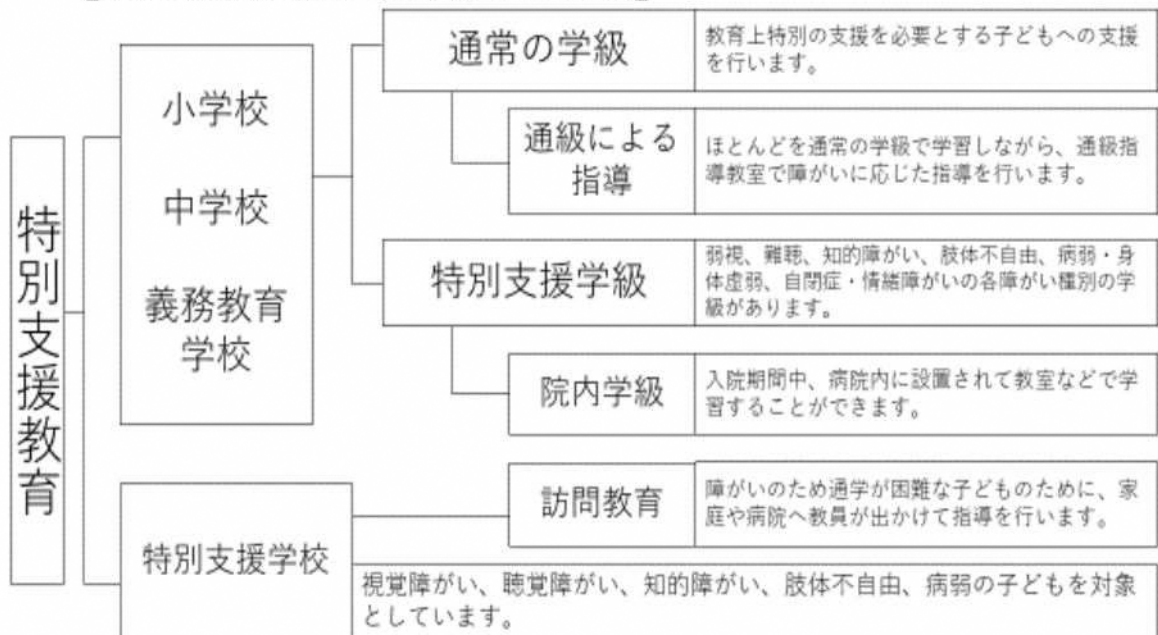 特別支援教育
小学校
中学校
義務教育
学校
通常の学級
教育上特別の支援を必要とする子どもへの支援
を行います。
通級による
指導
ほとんどを通常の学級で学習しながら、通級指
導教室で障がいに応じた指導を行います。
特別支援学級
弱視、難聴、知的障がい、肢体不自由、病弱・身
体虚弱、自閉症・情緒障がいの各障がい種別の学
級があります。
院内学級
入院期間中、病院内に設置されて教室などで学
習することができます。
特別支援学校
訪問教育
障がいのため通学が困難な子どものために、家
庭や病院へ教員が出かけて指導を行います。
視覚障がい、聴覚障がい、知的障がい、肢体不自由、病弱の子どもを対象
としています。